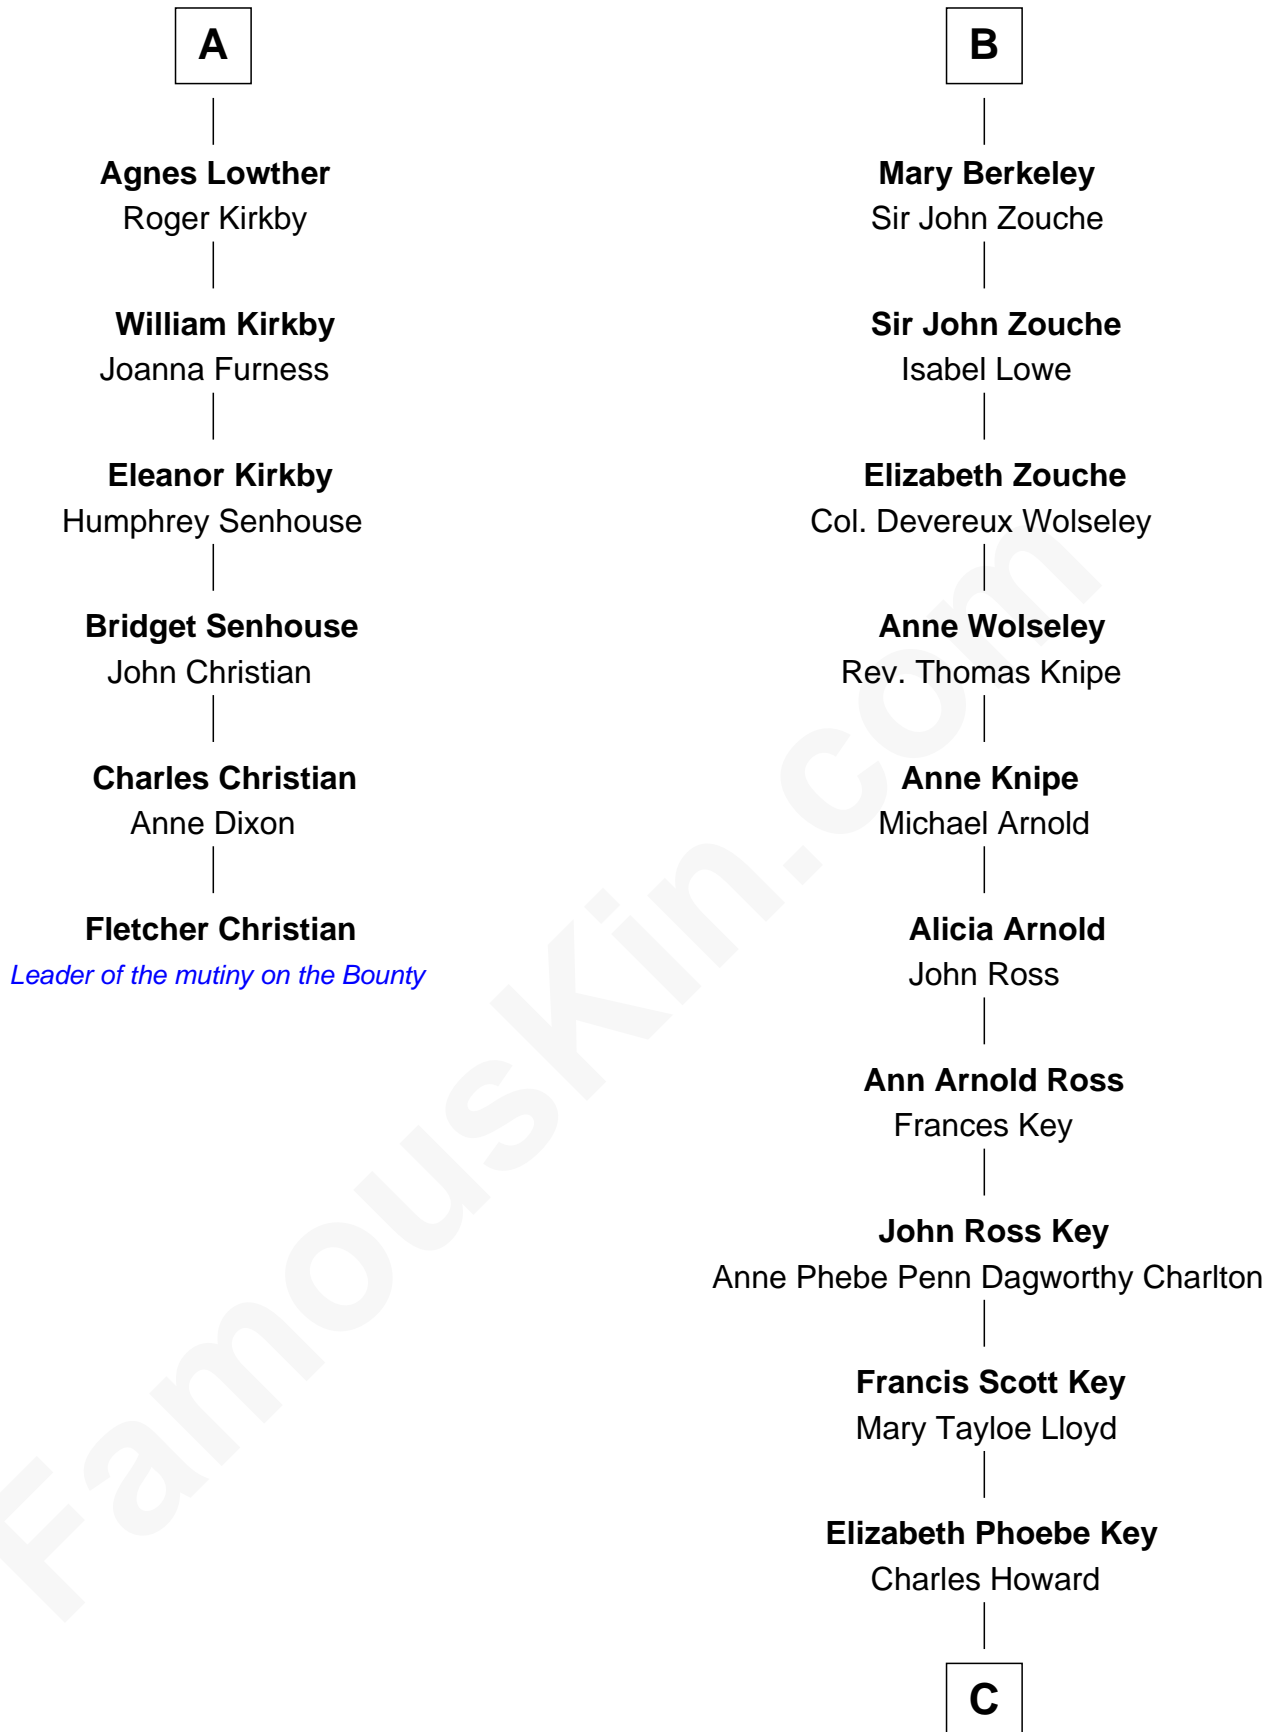 A
Agnes Lowther
Roger Kirkby
William Kirkby
Joanna Furness
Eleanor Kirkby
Humphrey Senhouse
Bridget Senhouse
John Christian
Charles Christian
Anne Dixon
Fletcher Christian
Leader of the mutiny on the Bounty
B
Mary Berkeley
Sir John Zouche
Sir John Zouche
Isabel Lowe
Elizabeth Zouche
Col. Devereux Wolseley
Anne Wolseley
Rev. Thomas Knipe
Anne Knipe
Michael Arnold
Alicia Arnold
John Ross
Ann Arnold Ross
Frances Key
John Ross Key
Anne Phebe Penn Dagworthy Charlton
Francis Scott Key
Mary Tayloe Lloyd
Elizabeth Phoebe Key
Charles Howard
C
FamousKin.com